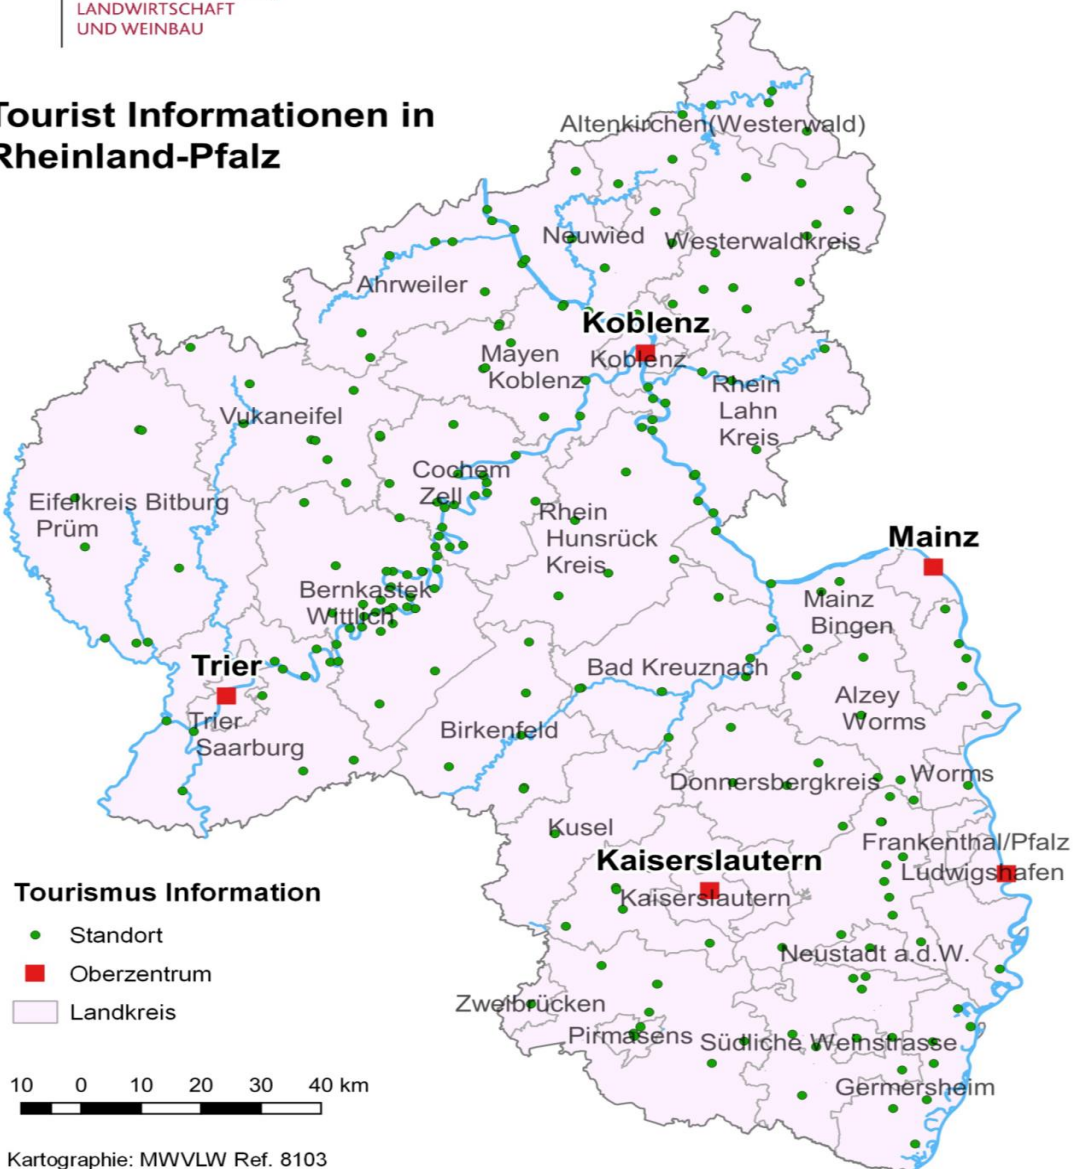 LANDWIRTSCHAFT
UND WEINBAU
Tourist Informationen in
Rheinland-Pfalz
Altenkirchen(Westerwald)
Neuwied
Westerwaldkreis
Ahrweiler
Koblenz
Koblenz
Mayen
Koblenz
Rhein
Lahn
Kreis
Vukaneifel
Cochem
Zell
Eifelkreis Bitburg
Prüm
Rhein
Hunsrück
Kreis
Mainz
Mainz
Bingen
Bernkastek
Wittlich
Trier
Bad Kreuznach
Alzey
Worms
Trier
Saarburg
Birkenfeld
Donnersbergkreis
Worms
Kusel
Frankenthal/Pfalz
Kaiserslautern
Ludwigshafen
Kaiserslautern
Tourismus Information
Standort
Oberzentrum
Landkreis
Neustadt a.d.W.
Zweibrücken
Pirmasens
Südliche Weinstrasse
Germersheim
10 0 10 20 30 40 km
Kartographie: MWVLW Ref. 8103